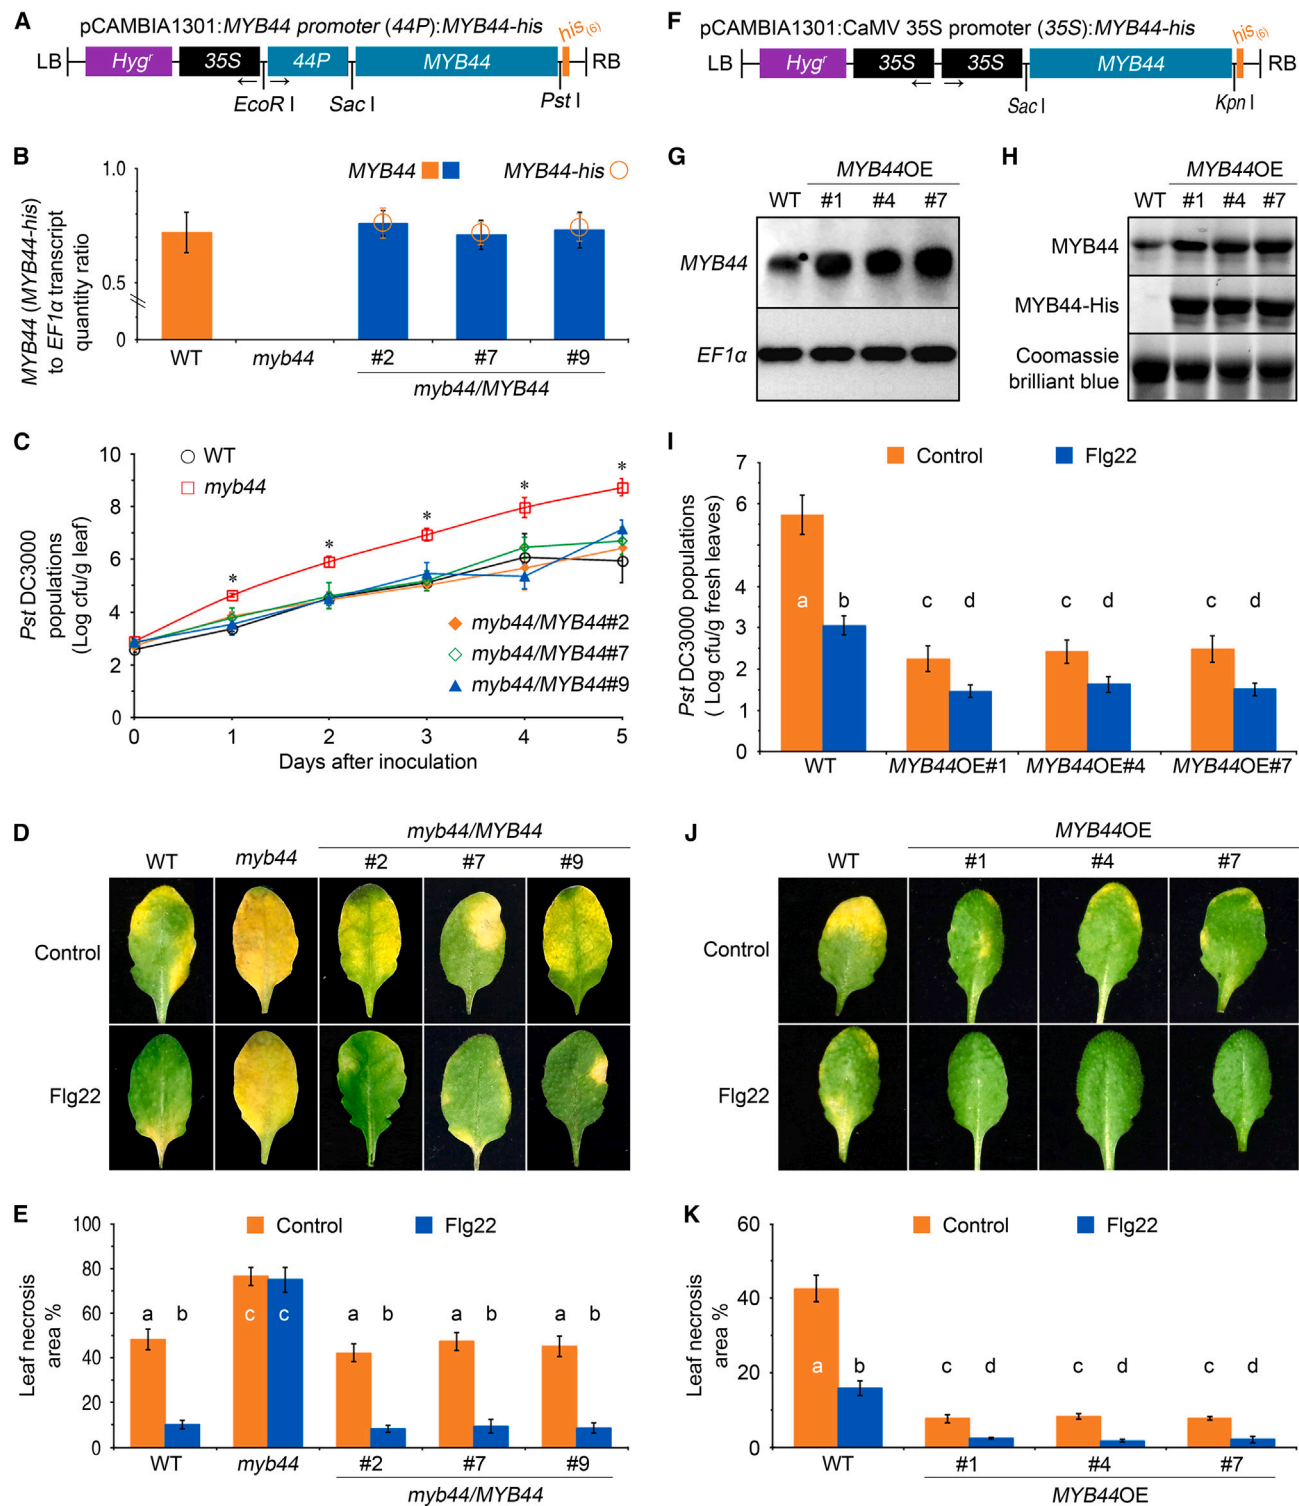 A
pCAMBIA1301:MYB44 promoter (44P):MYB44-his
his(6)
LB
Hygr
35S
44P
MYB44
RB
EcoR I
Sac I
Pst I
B
MYB44 (MYB44-his)
to EF1α transcript
quantity ratio
1.0
0.5
0
MYB44
MYB44-his
WT
myb44
#2
#7
#9
myb44/MYB44
C
Pst DC3000
populations
(Log cfu/g leaf)
10
8
6
4
2
0
WT
myb44
*
*
*
*
*
myb44/MYB44#2
myb44/MYB44#7
myb44/MYB44#9
0
1
2
3
4
5
Days after inoculation
D
myb44/MYB44
WT
myb44
#2
#7
#9
Control
Flg22
E
Leaf necrosis
area %
100
80
60
40
20
0
Control
Flg22
a
b
c
c
a
b
a
b
a
b
WT
myb44
#2
#7
#9
myb44/MYB44
F
pCAMBIA1301:CaMV 35S promoter (35S):MYB44-his
his(6)
LB
Hygr
35S
35S
MYB44
RB
Sac I
Kpn I
G
MYB44OE
WT
#1
#4
#7
MYB44
EF1α
H
MYB44OE
WT
#1
#4
#7
MYB44
MYB44-His
Coomassie
brilliant blue
I
Pst DC3000 populations
( Log cfu/g fresh leaves)
7
6
5
4
3
2
1
0
Control
Flg22
a
b
c
d
c
d
c
d
WT
MYB44OE#1
MYB44OE#4
MYB44OE#7
J
MYB44OE
WT
#1
#4
#7
Control
Flg22
K
Leaf necrosis
area %
60
40
20
0
Control
Flg22
a
b
c
d
c
d
c
d
WT
#1
#4
#7
MYB44OE